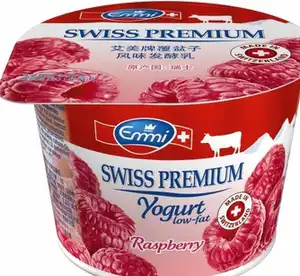 SWISS PREMIUM
艾美牌覆盆子
风味发酵乳
原产国：瑞士
MADE IN
SWITZERLAND
Emmi
SWISS PREMIUM
Yogurt
low-fat
MADE IN
SWITZERLAND
Raspberry